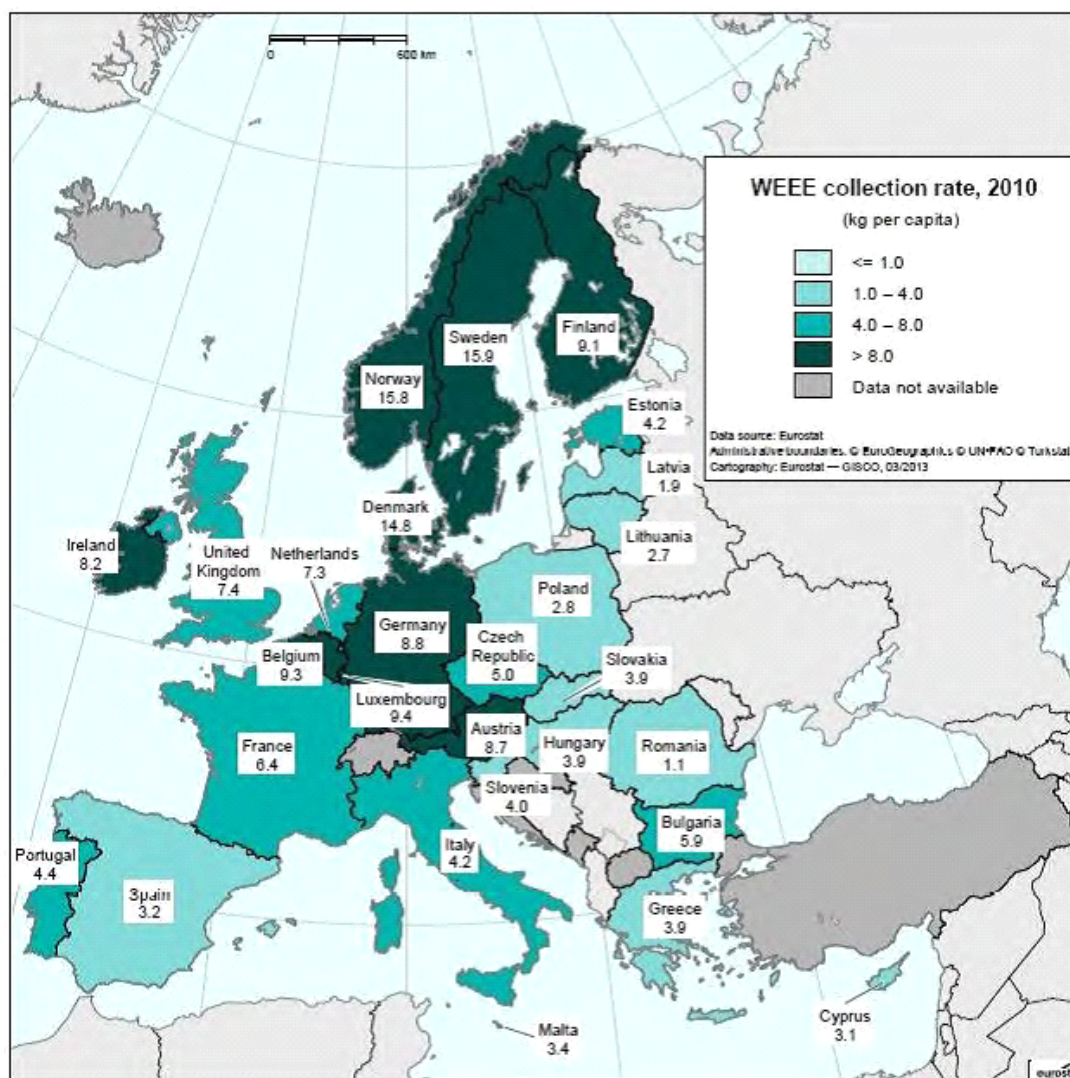 0
600 km
WEEE collection rate, 2010
(kg per capita)
<= 1.0
1.0 – 4.0
4.0 – 8.0
> 8.0
Data not available
Data source: Eurostat
Administrative boundaries: © EuroGeographics © UN-FAO © Turkstat
Cartography: Eurostat — GISCO, 03/2013
Sweden
15.9
Finland
9.1
Norway
15.8
Estonia
4.2
Latvia
1.9
Denmark
14.8
Lithuania
2.7
Ireland
8.2
United
Kingdom
7.4
Netherlands
7.3
Poland
2.8
Germany
8.8
Czech
Republic
5.0
Slovakia
3.9
Belgium
9.3
Luxembourg
9.4
Austria
8.7
Hungary
3.9
Romania
1.1
France
6.4
Slovenia
4.0
Bulgaria
5.9
Italy
4.2
Portugal
4.4
Spain
3.2
Greece
3.9
Malta
3.4
Cyprus
3.1